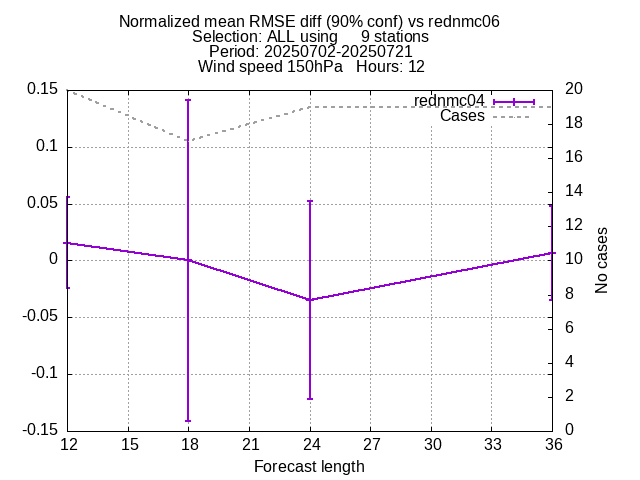 Normalized mean RMSE diff (90% conf) vs rednmc06
Selection: ALL using     9 stations
Period: 20250702-20250721
Wind speed 150hPa   Hours: 12
rednmc04
Cases
0.15
0.1
0.05
0
-0.05
-0.1
-0.15
20
18
16
14
12
10
8
6
4
2
0
No cases
12 15 18 21 24 27 30 33 36
Forecast length